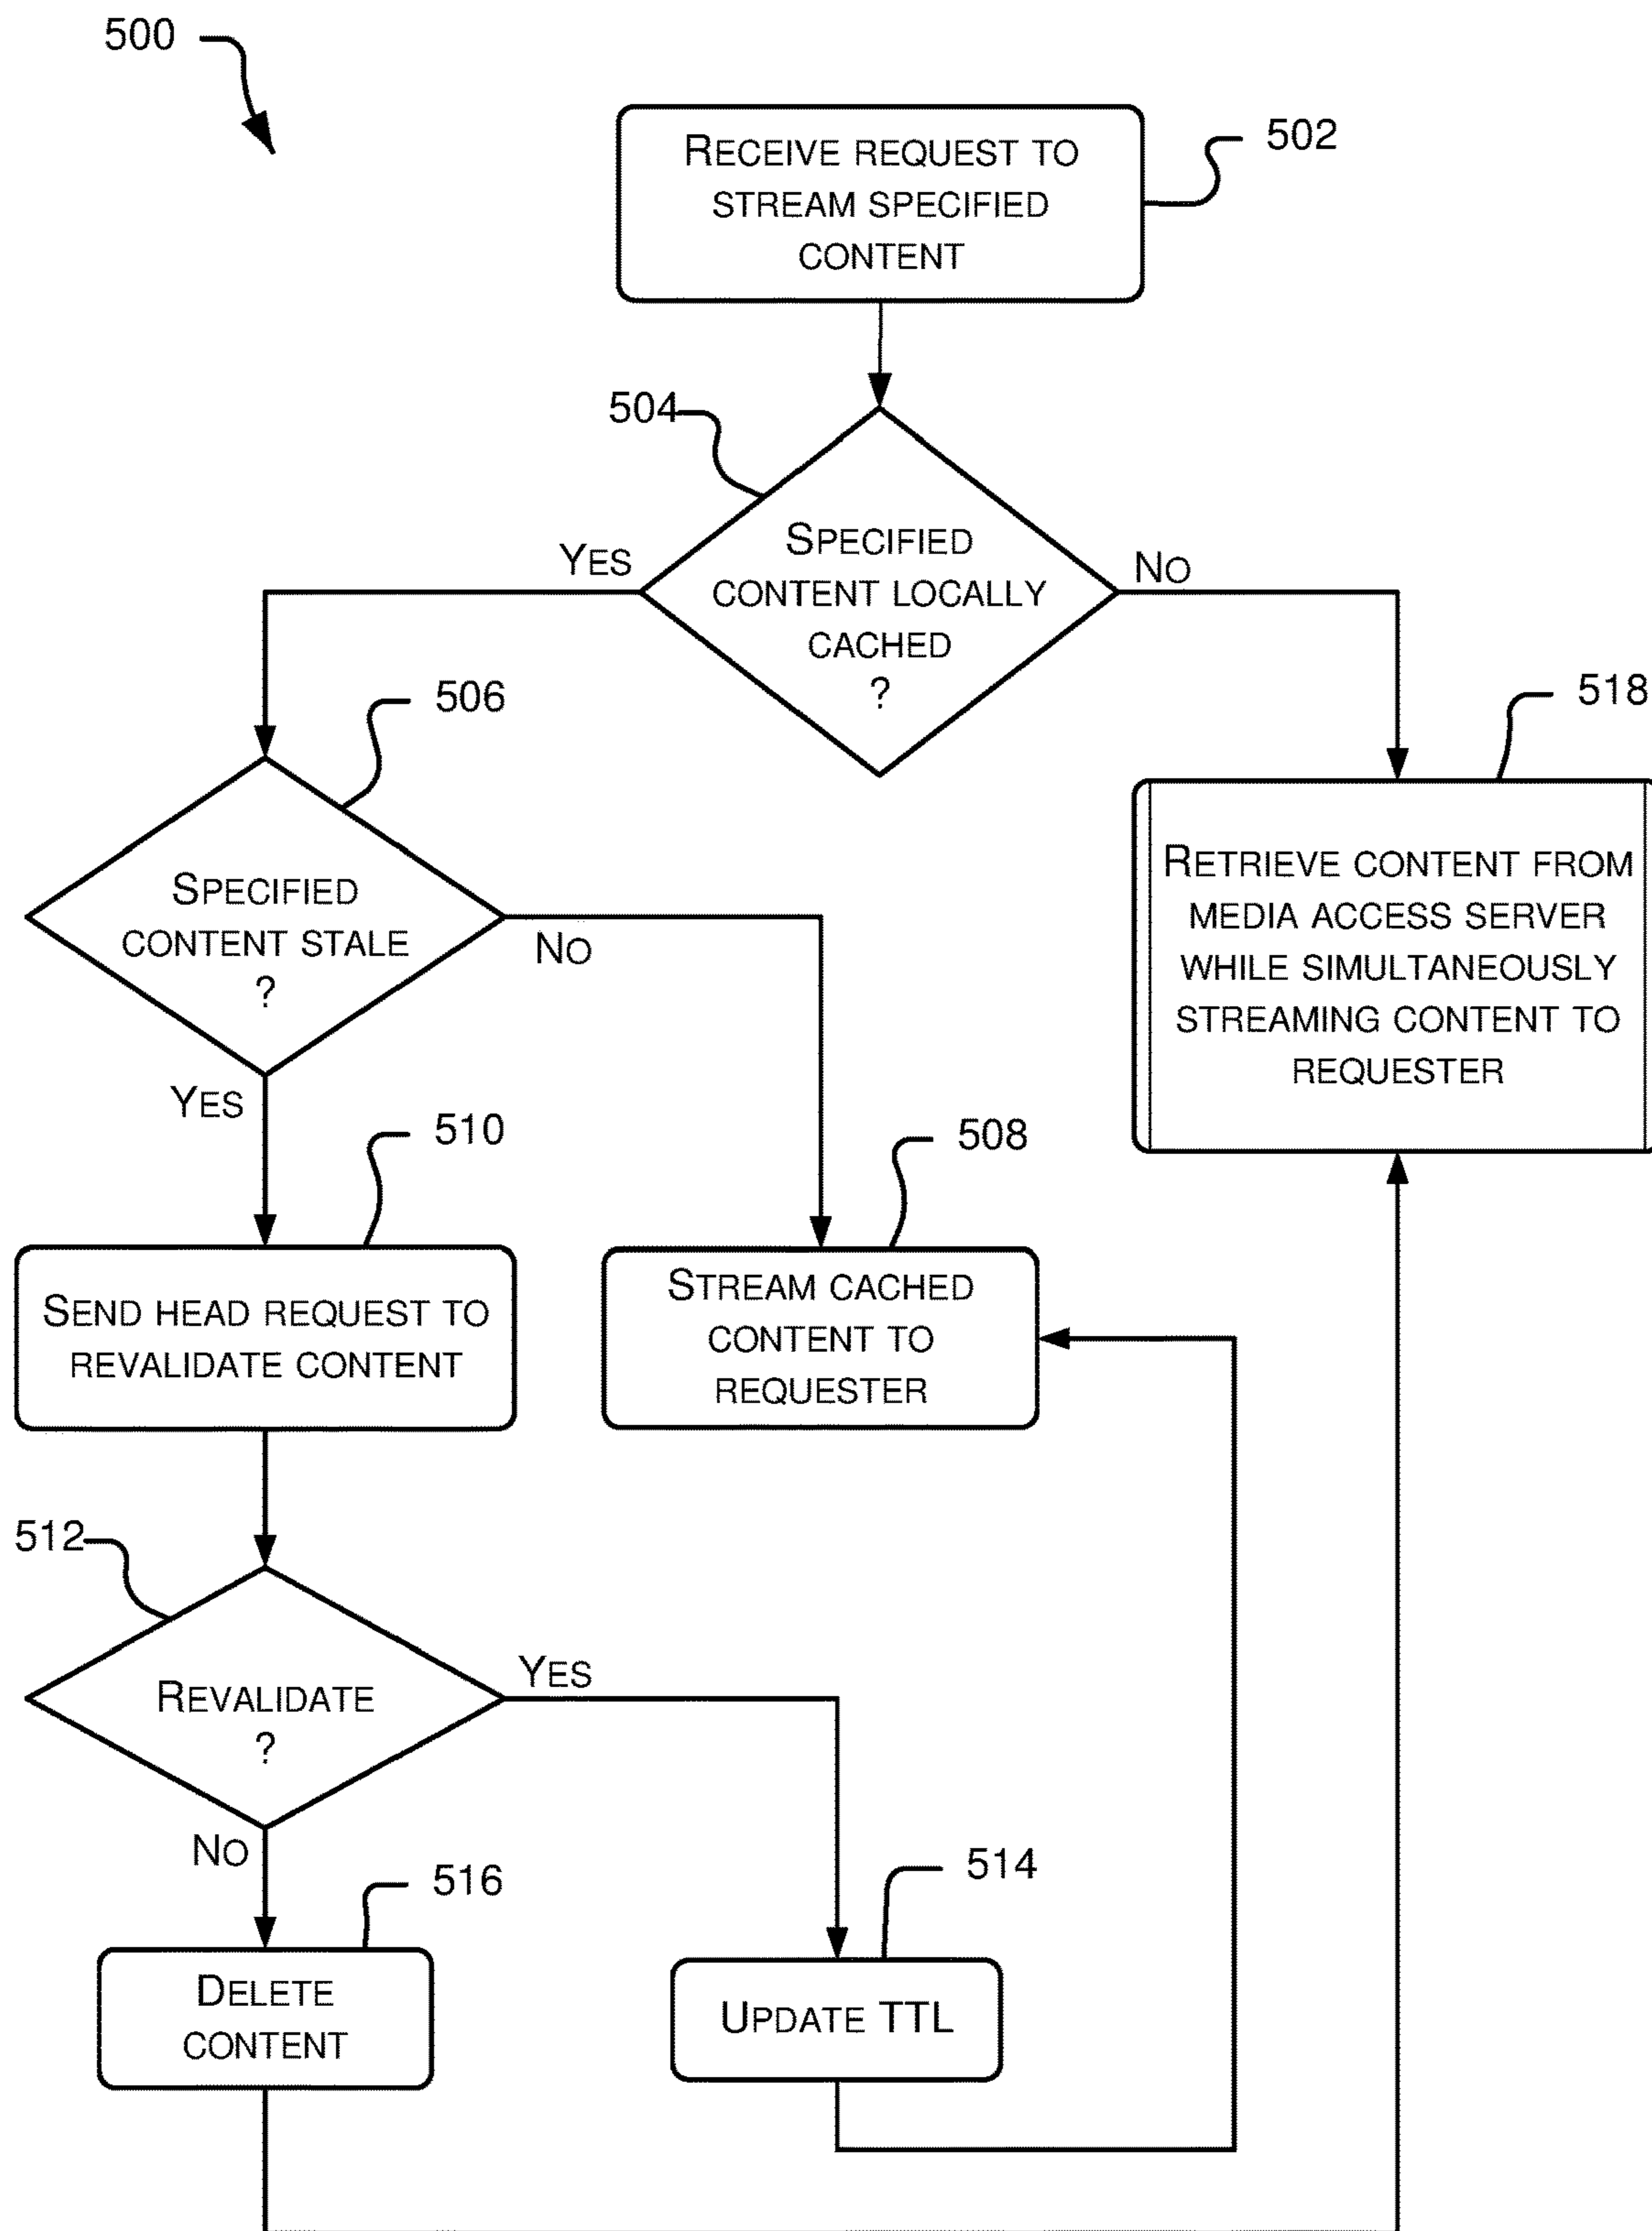 500
502
RECEIVE REQUEST TO
STREAM SPECIFIED
CONTENT
504
SPECIFIED
CONTENT LOCALLY
CACHED
?
YES
NO
506
518
SPECIFIED
CONTENT STALE
?
NO
YES
RETRIEVE CONTENT FROM
MEDIA ACCESS SERVER
WHILE SIMULTANEOUSLY
STREAMING CONTENT TO
REQUESTER
510
508
SEND HEAD REQUEST TO
REVALIDATE CONTENT
STREAM CACHED
CONTENT TO
REQUESTER
512
REVALIDATE
?
YES
NO
516
514
DELETE
CONTENT
UPDATE TTL